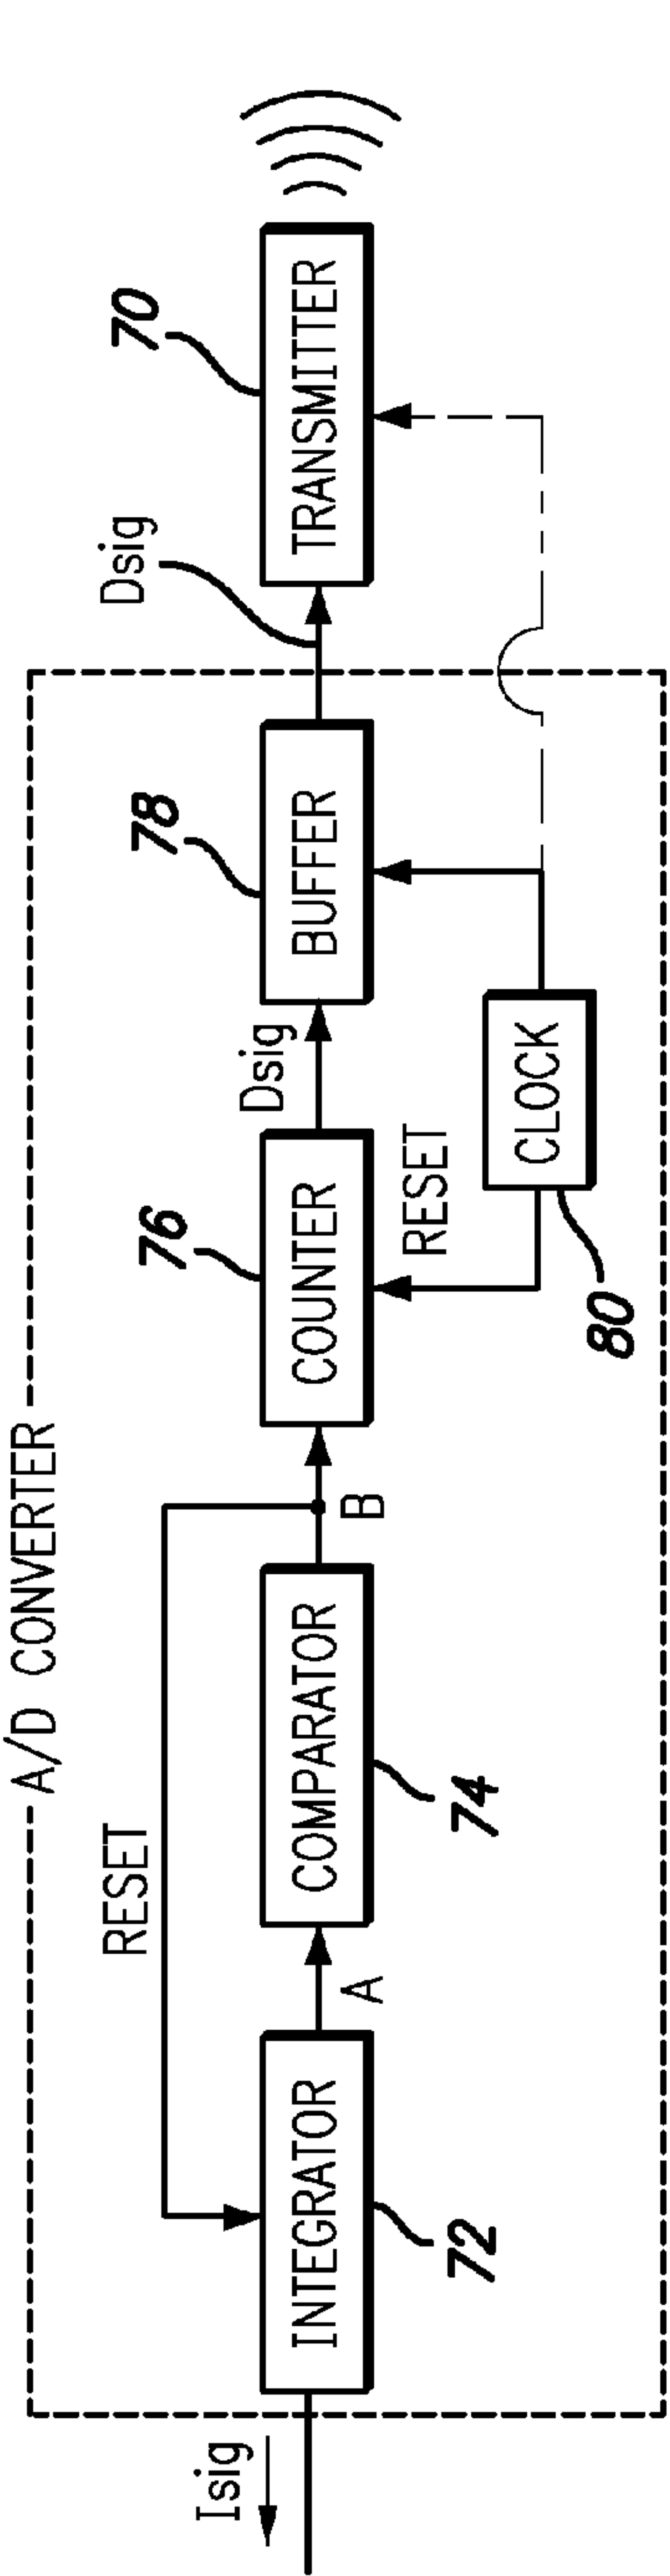 A/D CONVERTER
RESET
Isig
INTEGRATOR
72
A
COMPARATOR
74
B
COUNTER
76
RESET
Dsig
BUFFER
78
CLOCK
80
Dsig
TRANSMITTER
70